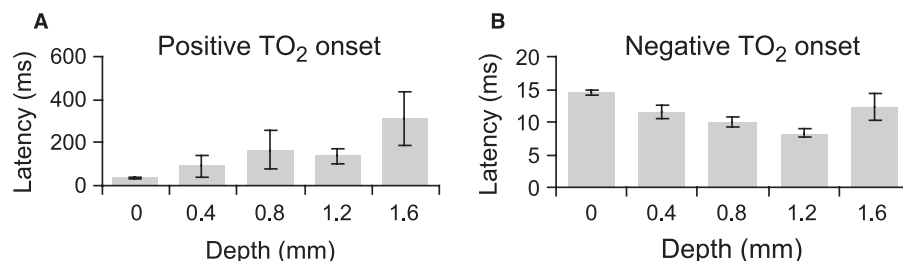 A
Positive TO2 onset
Latency (ms)
600
400
200
0
0 0.4 0.8 1.2 1.6
Depth (mm)
B
Negative TO2 onset
Latency (ms)
20
15
10
5
0
0 0.4 0.8 1.2 1.6
Depth (mm)